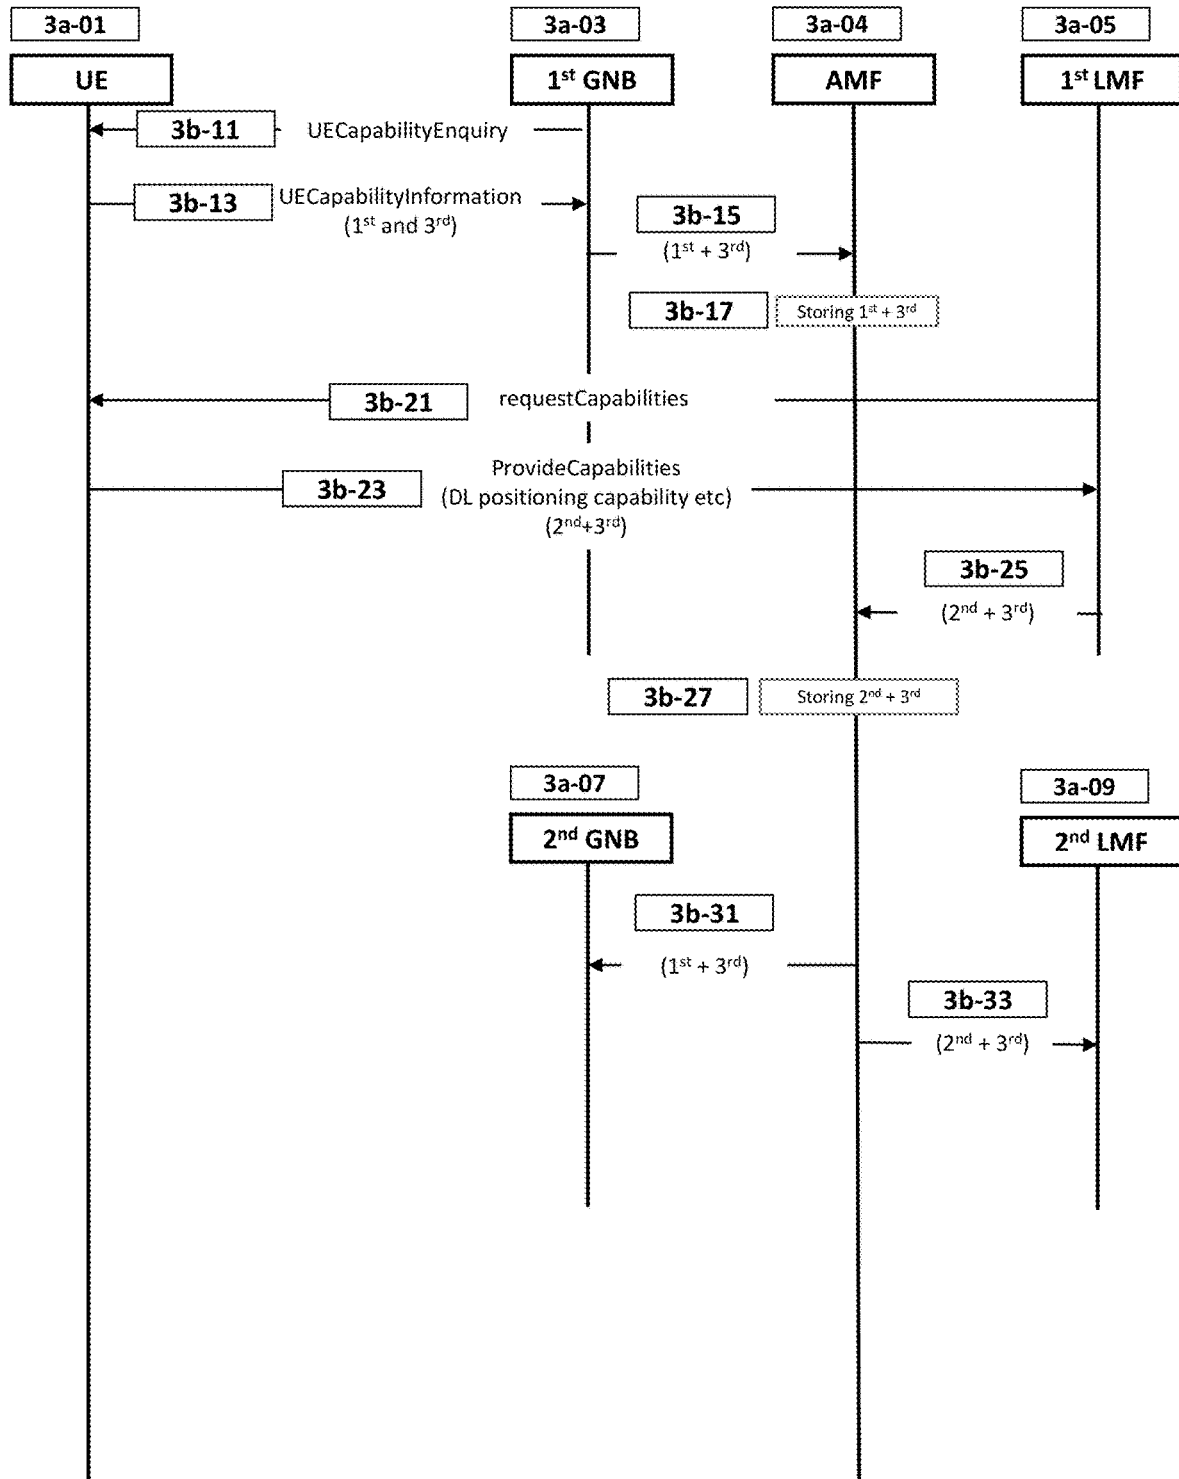 3a-01 3a-03 3a-04 3a-05
UE 1st GNB AMF 1st LMF
3b-11 UECapabilityEnquiry
3b-13 UECapabilityInformation
(1st and 3rd)
3b-15
(1st + 3rd)
3b-17 Storing 1st + 3rd
3b-21 requestCapabilities
ProvideCapabilities
3b-23 (DL positioning capability etc)
(2nd+3rd)
3b-25
(2nd + 3rd)
3b-27 Storing 2nd + 3rd
3a-07 3a-09
2nd GNB 2nd LMF
3b-31
(1st + 3rd)
3b-33
(2nd + 3rd)